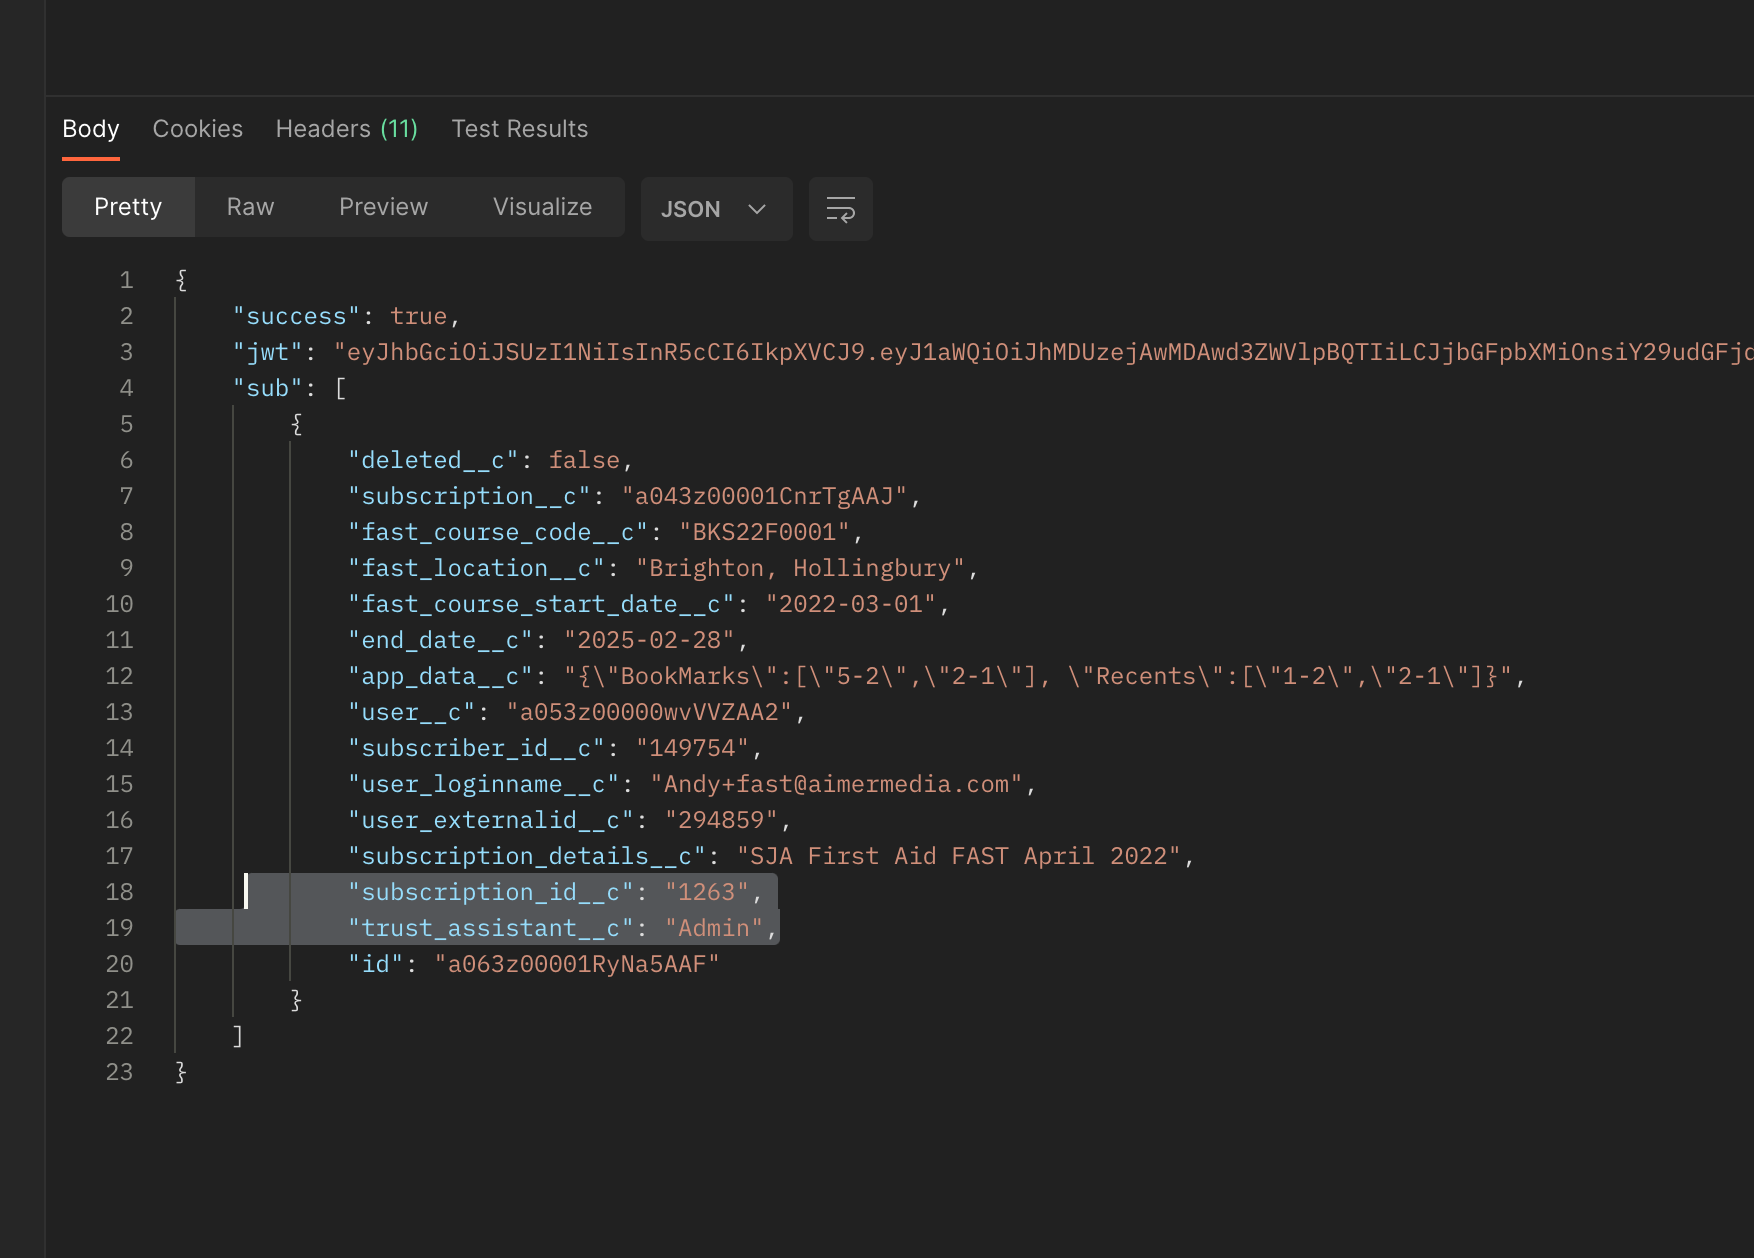 Body Cookies Headers (11) Test Results
Pretty Raw Preview Visualize JSON
1 {
2 "success": true,
3 "jwt": "eyJhbGciOiJSUzI1NiIsInR5cCI6IkpXVCJ9.eyJ1aWQiOiJhMDUzejAwMDAwd3ZWVlpBQTIiLCJjbGFpbXMiOnsiY29udGFjd
4 "sub": [
5 {
6 "deleted__c": false,
7 "subscription__c": "a043z00001CnrTgAAJ",
8 "fast_course_code__c": "BKS22F0001",
9 "fast_location__c": "Brighton, Hollingbury",
10 "fast_course_start_date__c": "2022-03-01",
11 "end_date__c": "2025-02-28",
12 "app_data__c": "{\"BookMarks\":[\"5-2\",\"2-1\"], \"Recents\":[\"1-2\",\"2-1\"]}",
13 "user__c": "a053z00000wvVVZAA2",
14 "subscriber_id__c": "149754",
15 "user_loginname__c": "Andy+fast@aimermedia.com",
16 "user_externalid__c": "294859",
17 "subscription_details__c": "SJA First Aid FAST April 2022",
18 "subscription_id__c": "1263",
19 "trust_assistant__c": "Admin",
20 "id": "a063z00001RyNa5AAF"
21 }
22 ]
23 }